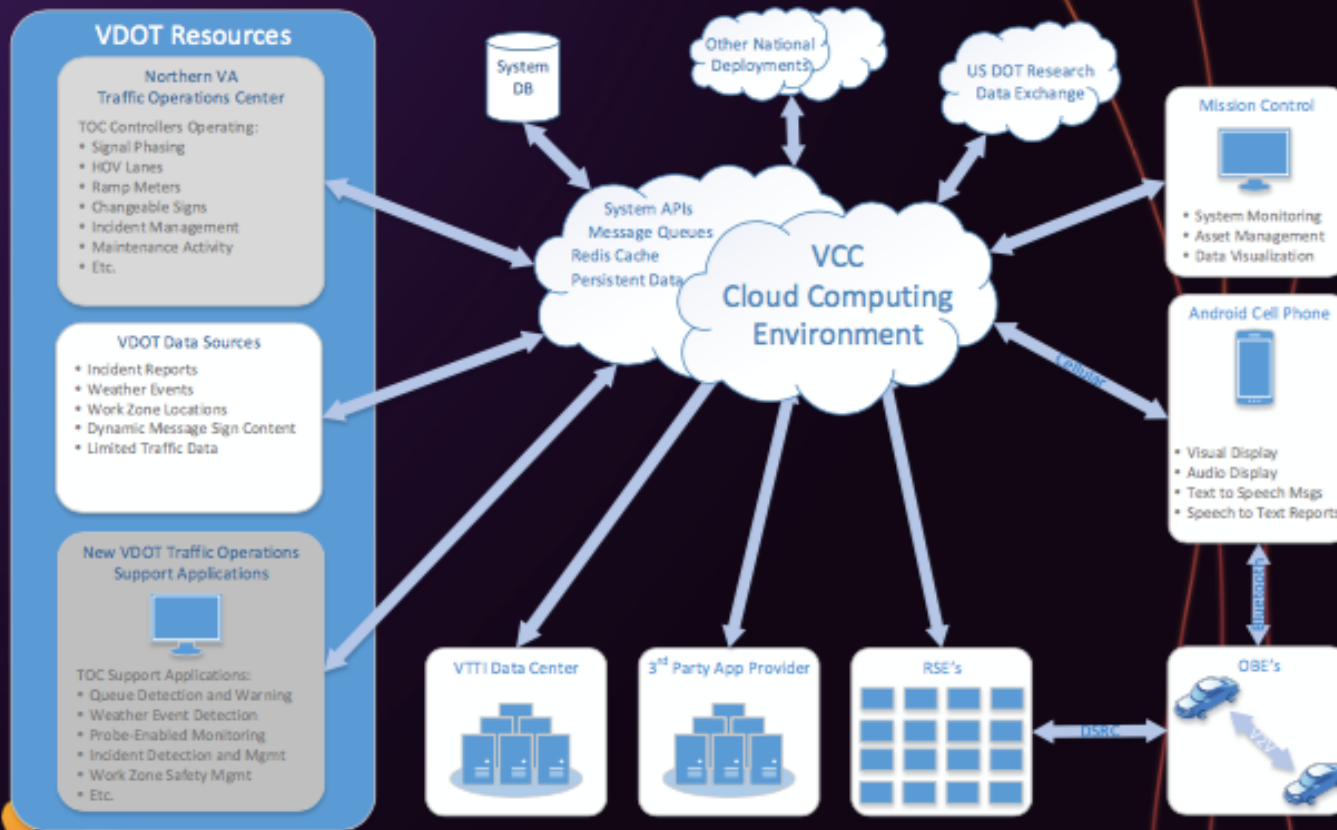 VDOT Resources
Northern VA
Traffic Operations Center
TOC Controllers Operating:
• Signal Phasing
• HOV Lanes
• Ramp Meters
• Changeable Signs
• Incident Management
• Maintenance Activity
• Etc.
VDOT Data Sources
• Incident Reports
• Weather Events
• Work Zone Locations
• Dynamic Message Sign Content
• Limited Traffic Data
New VDOT Traffic Operations
Support Applications
TOC Support Applications:
• Queue Detection and Warning
• Weather Event Detection
• Probe-Enabled Monitoring
• Incident Detection and Mgmt
• Work Zone Safety Mgmt
• Etc.
System
DB
Other National
Deployments
US DOT Research
Data Exchange
System APIs
Message Queues
Redis Cache
Persistent Data
VCC
Cloud Computing
Environment
Mission Control
• System Monitoring
• Asset Management
• Data Visualization
Cellular
Android Cell Phone
• Visual Display
• Audio Display
• Text to Speech Msgs
• Speech to Text Reports
Bluetooth
VTTI Data Center
3rd Party App Provider
RSE's
DSRC
OBE's
V2V